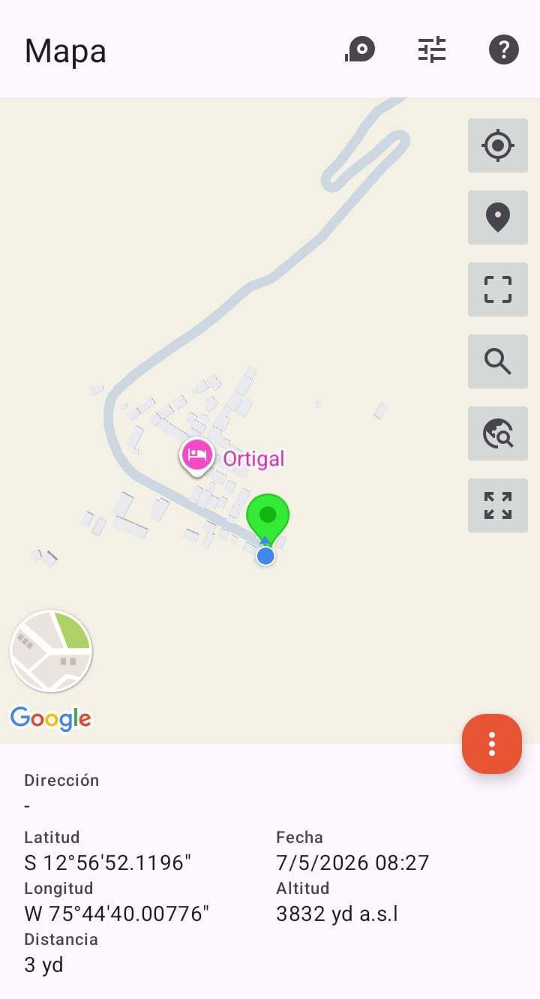 Mapa
Ortigal
Google
Dirección
-
Latitud
S 12°56'52.1196"
Fecha
7/5/2026 08:27
Longitud
W 75°44'40.00776"
Altitud
3832 yd a.s.l
Distancia
3 yd